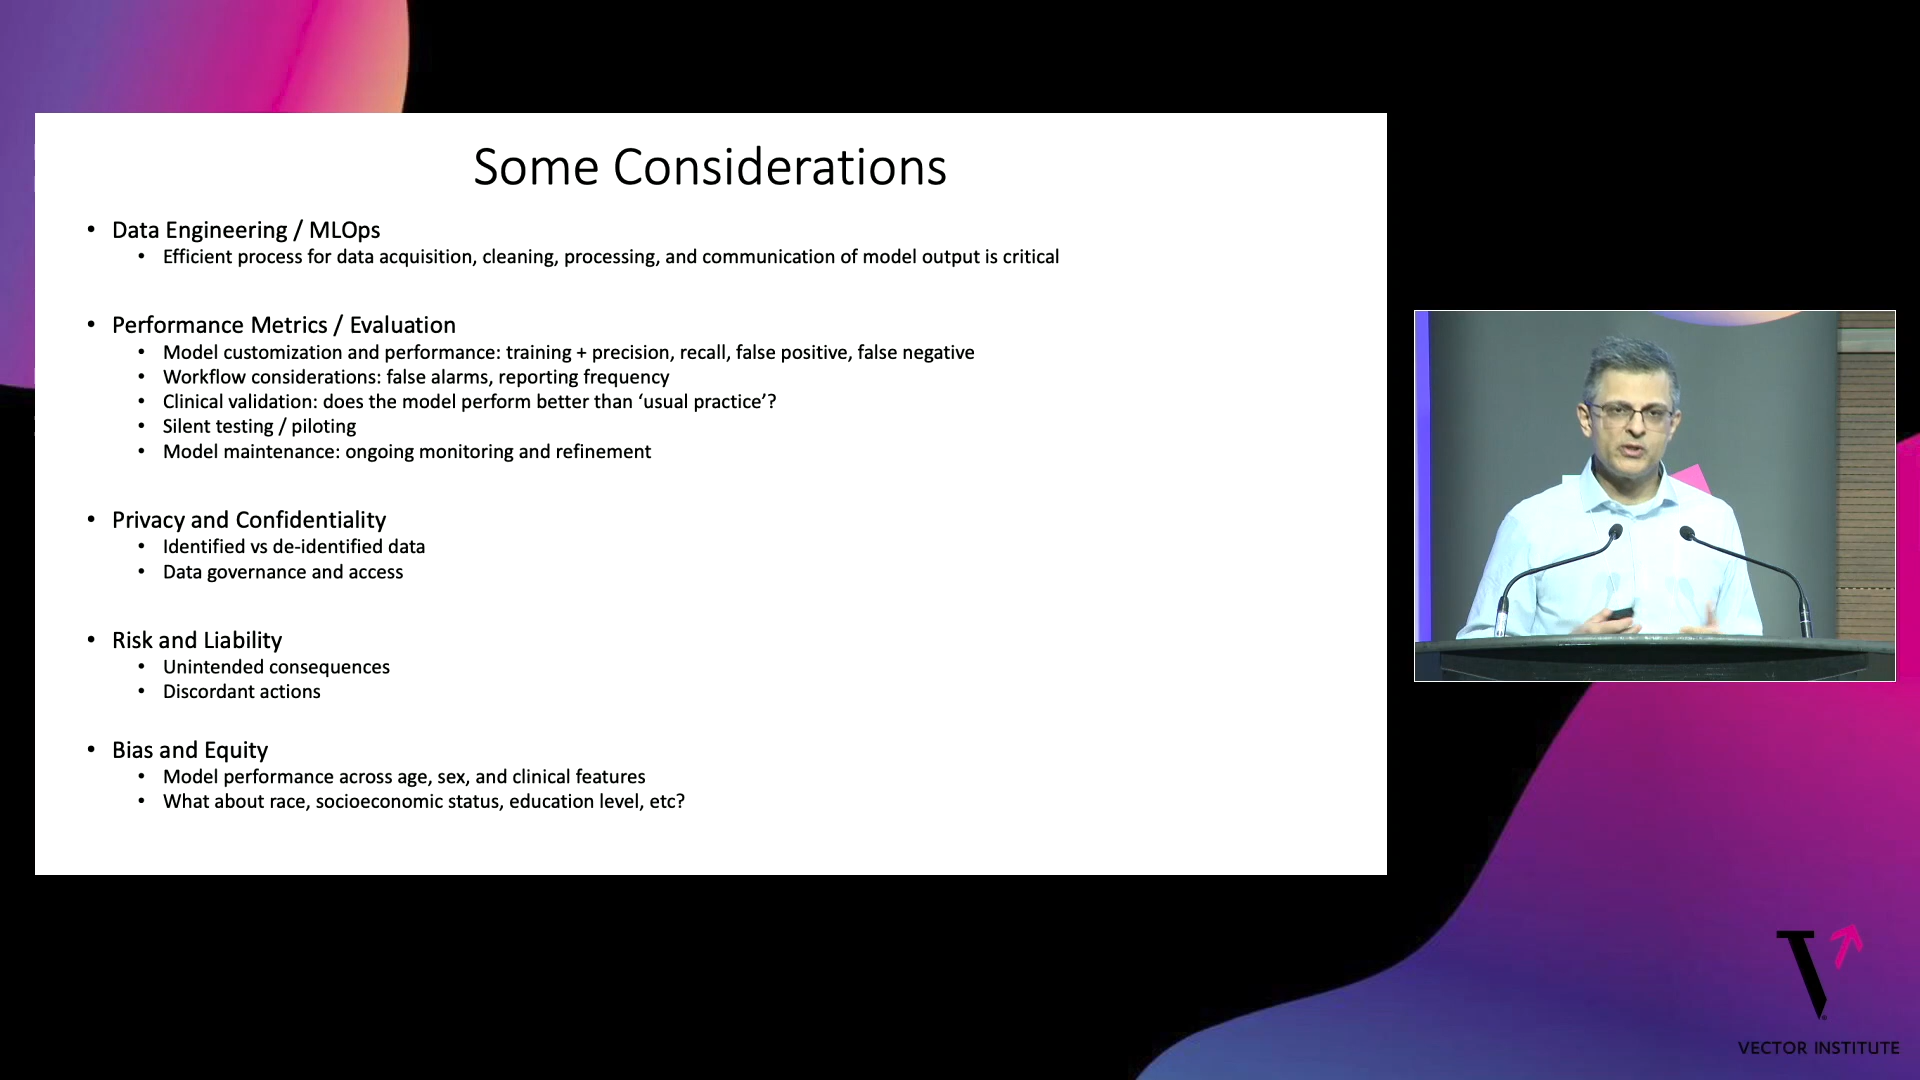 Some Considerations
• Data Engineering / MLOps
• Efficient process for data acquisition, cleaning, processing, and communication of model output is critical
• Performance Metrics / Evaluation
• Model customization and performance: training + precision, recall, false positive, false negative
• Workflow considerations: false alarms, reporting frequency
• Clinical validation: does the model perform better than ‘usual practice’?
• Silent testing / piloting
• Model maintenance: ongoing monitoring and refinement
• Privacy and Confidentiality
• Identified vs de-identified data
• Data governance and access
• Risk and Liability
• Unintended consequences
• Discordant actions
• Bias and Equity
• Model performance across age, sex, and clinical features
• What about race, socioeconomic status, education level, etc?
VECTOR INSTITUTE